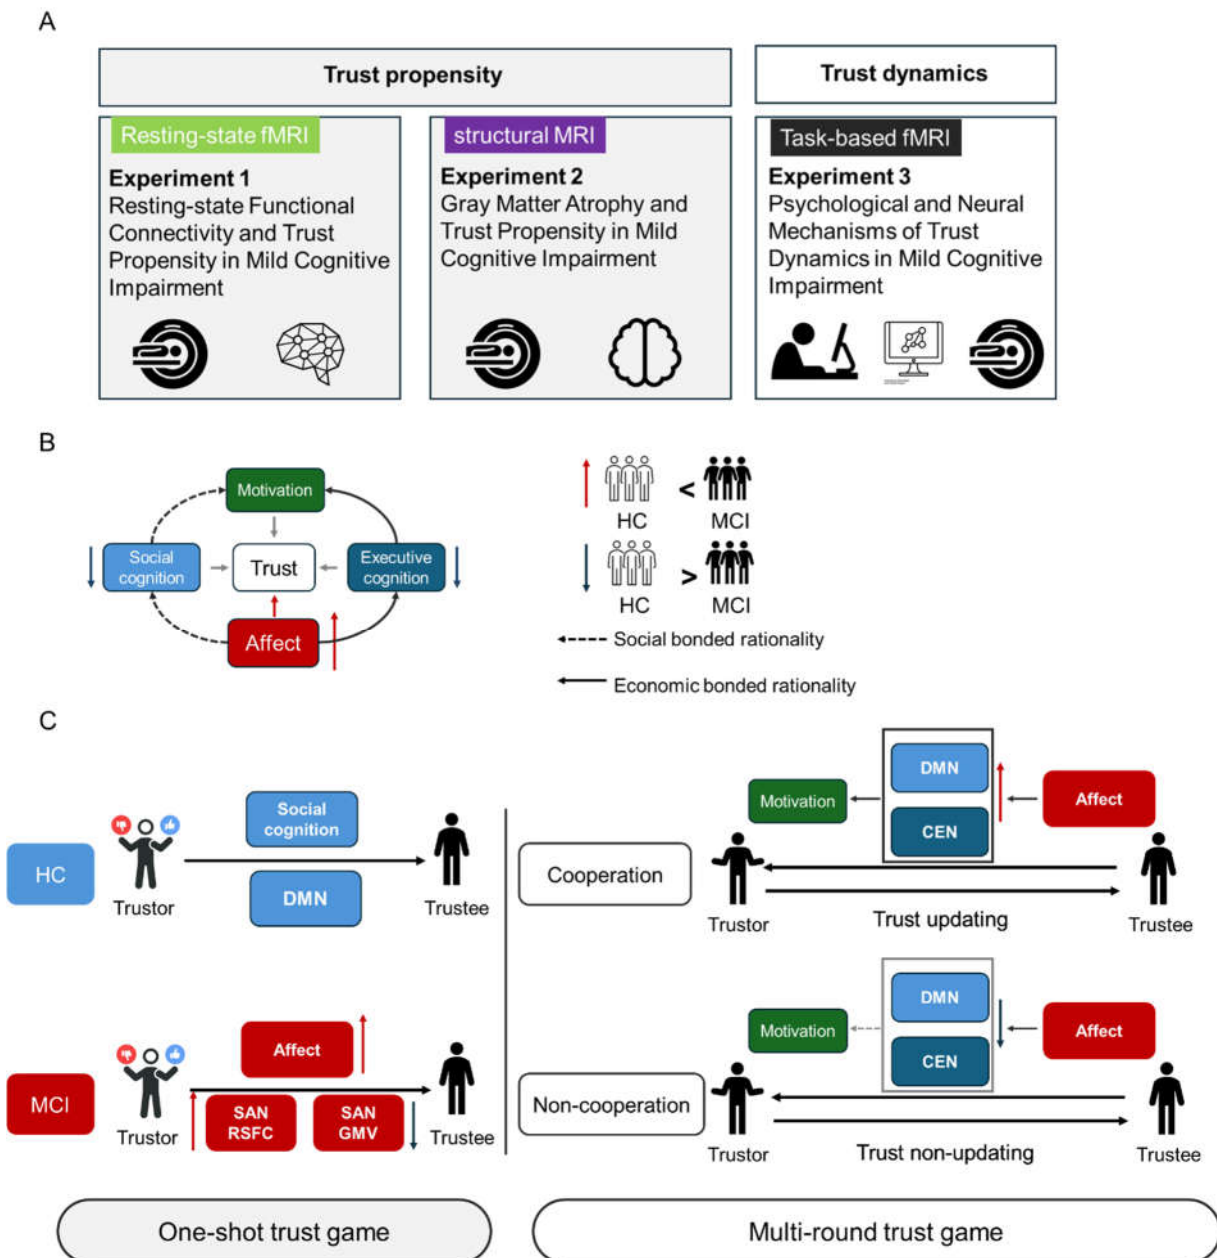 A
Trust propensity
Trust dynamics
Resting-state fMRI
Experiment 1
Resting-state Functional
Connectivity and Trust
Propensity in Mild Cognitive
Impairment
structural MRI
Experiment 2
Gray Matter Atrophy and
Trust Propensity in Mild
Cognitive Impairment
Task-based fMRI
Experiment 3
Psychological and Neural
Mechanisms of Trust
Dynamics in Mild Cognitive
Impairment
B
Motivation
Social
cognition
Trust
Executive
cognition
Affect
<
HC
MCI
>
HC
MCI
Social bonded rationality
Economic bonded rationality
C
HC
Trustor
Social
cognition
DMN
Trustee
MCI
Trustor
Affect
SAN
RSFC
SAN
GMV
Trustee
Cooperation
Motivation
DMN
CEN
Affect
Trustor
Trust updating
Trustee
Non-cooperation
Motivation
DMN
CEN
Affect
Trustor
Trust non-updating
Trustee
One-shot trust game
Multi-round trust game